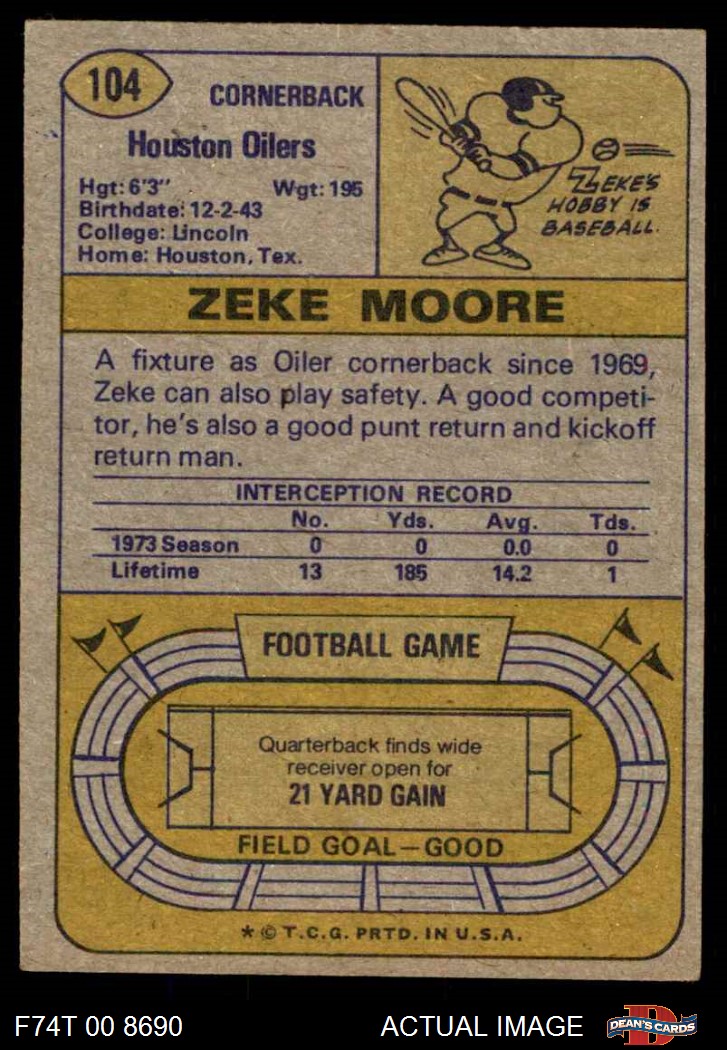 104
CORNERBACK
Houston Oilers
Hgt: 6'3" Wgt: 195
Birthdate: 12-2-43
College: Lincoln
Home: Houston, Tex.
ZEKE'S
HOBBY IS
BASEBALL.
ZEKE MOORE
A fixture as Oiler cornerback since 1969,
Zeke can also play safety. A good competi-
tor, he's also a good punt return and kickoff
return man.
INTERCEPTION RECORD
No. Yds. Avg. Tds.
1973 Season 0 0 0.0 0
Lifetime 13 185 14.2 1
FOOTBALL GAME
Quarterback finds wide
receiver open for
21 YARD GAIN
FIELD GOAL—GOOD
* © T.C.G. PRTD. IN U.S.A.
F74T 00 8690 ACTUAL IMAGE
D
DEAN'S CARDS